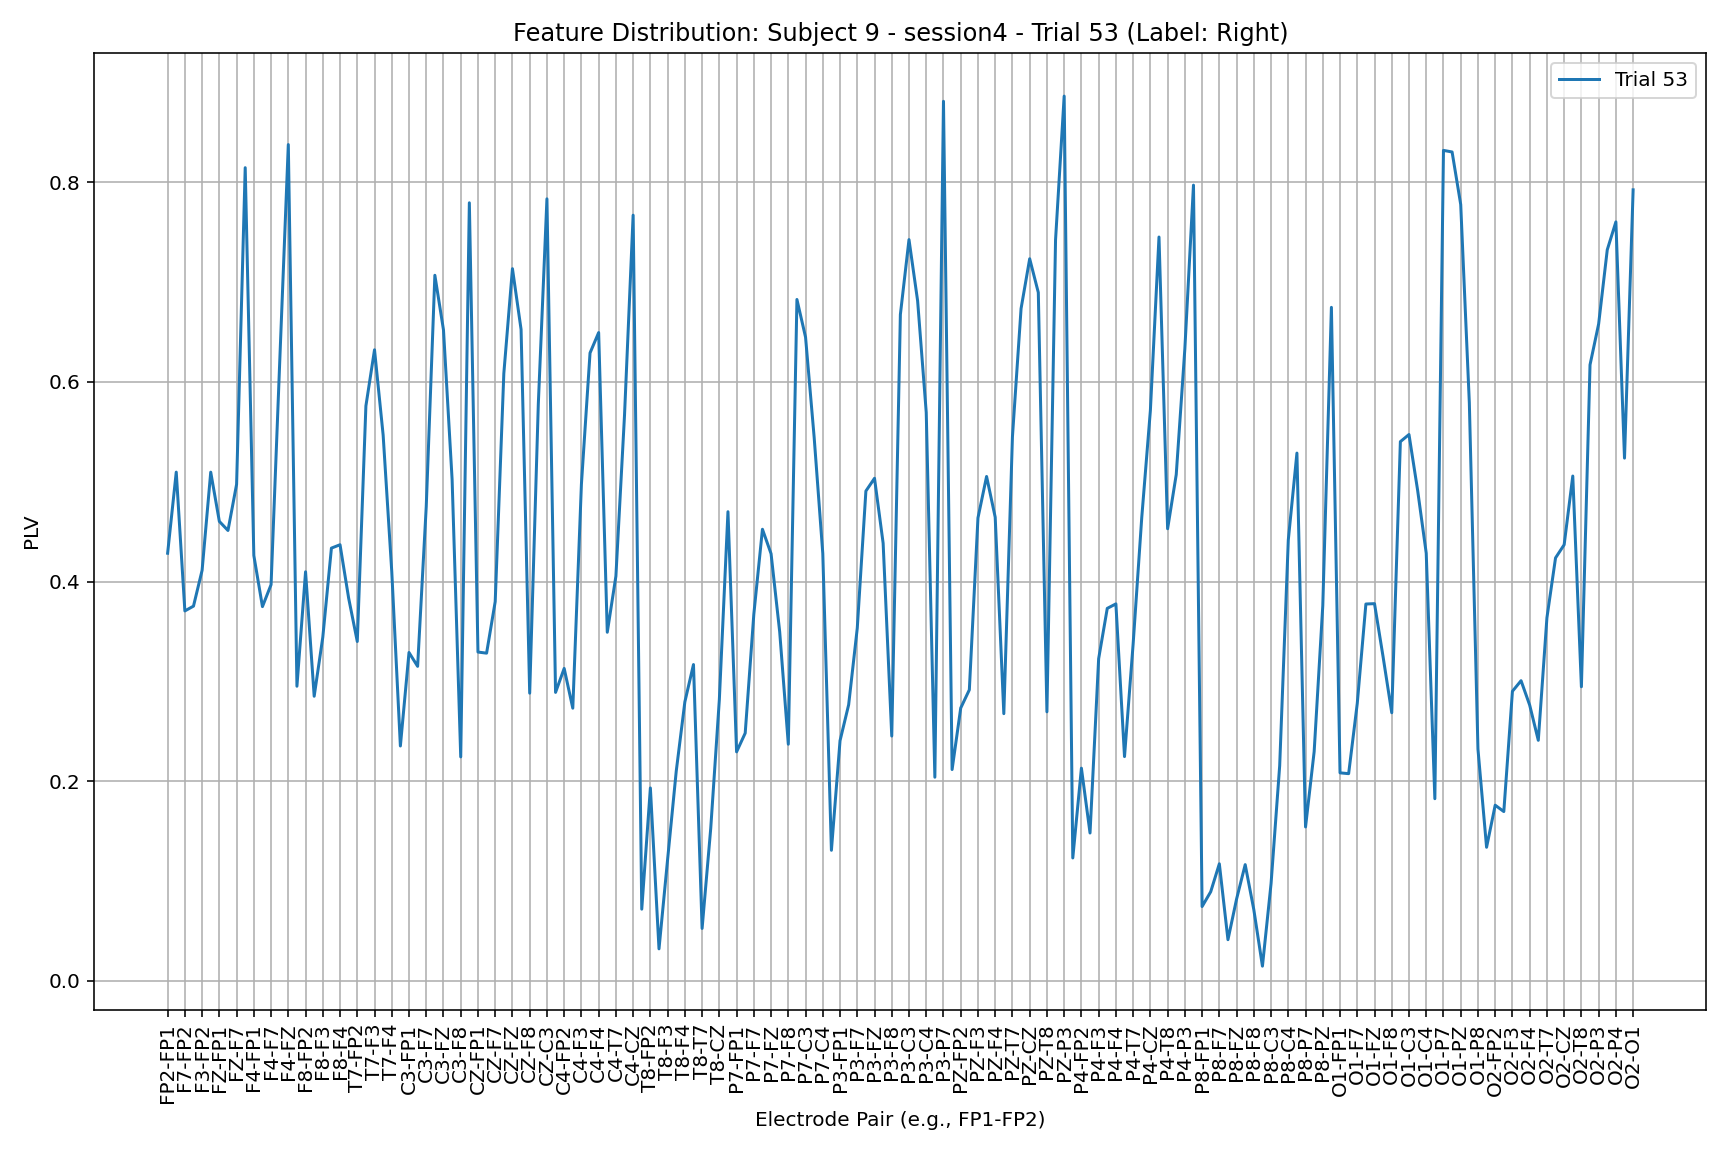 Feature Distribution: Subject 9 - session4 - Trial 53 (Label: Right)
Trial 53
PLV
0.8
0.6
0.4
0.2
0.0
FP2-FP1
F7-FP2
F3-FP2
FZ-FP1
FZ-F7
F4-FP1
F4-F7
F4-FZ
F8-FP2
F8-F3
F8-F4
T7-FP2
T7-F3
T7-F4
C3-FP1
C3-F7
C3-FZ
C3-F8
CZ-FP1
CZ-F7
CZ-FZ
CZ-F8
CZ-C3
C4-FP2
C4-F3
C4-F4
C4-T7
C4-CZ
T8-FP2
T8-F3
T8-F4
T8-T7
T8-CZ
P7-FP1
P7-F7
P7-FZ
P7-F8
P7-C3
P7-C4
P3-FP1
P3-F7
P3-FZ
P3-F8
P3-C3
P3-C4
P3-P7
PZ-FP2
PZ-F3
PZ-F4
PZ-T7
PZ-CZ
PZ-T8
PZ-P3
P4-FP2
P4-F3
P4-F4
P4-T7
P4-CZ
P4-T8
P4-P3
P8-FP1
P8-F7
P8-FZ
P8-F8
P8-C3
P8-C4
P8-P7
P8-PZ
O1-FP1
O1-F7
O1-FZ
O1-F8
O1-C3
O1-C4
O1-P7
O1-PZ
O1-P8
O2-FP2
O2-F3
O2-F4
O2-T7
O2-CZ
O2-T8
O2-P3
O2-P4
O2-O1
Electrode Pair (e.g., FP1-FP2)